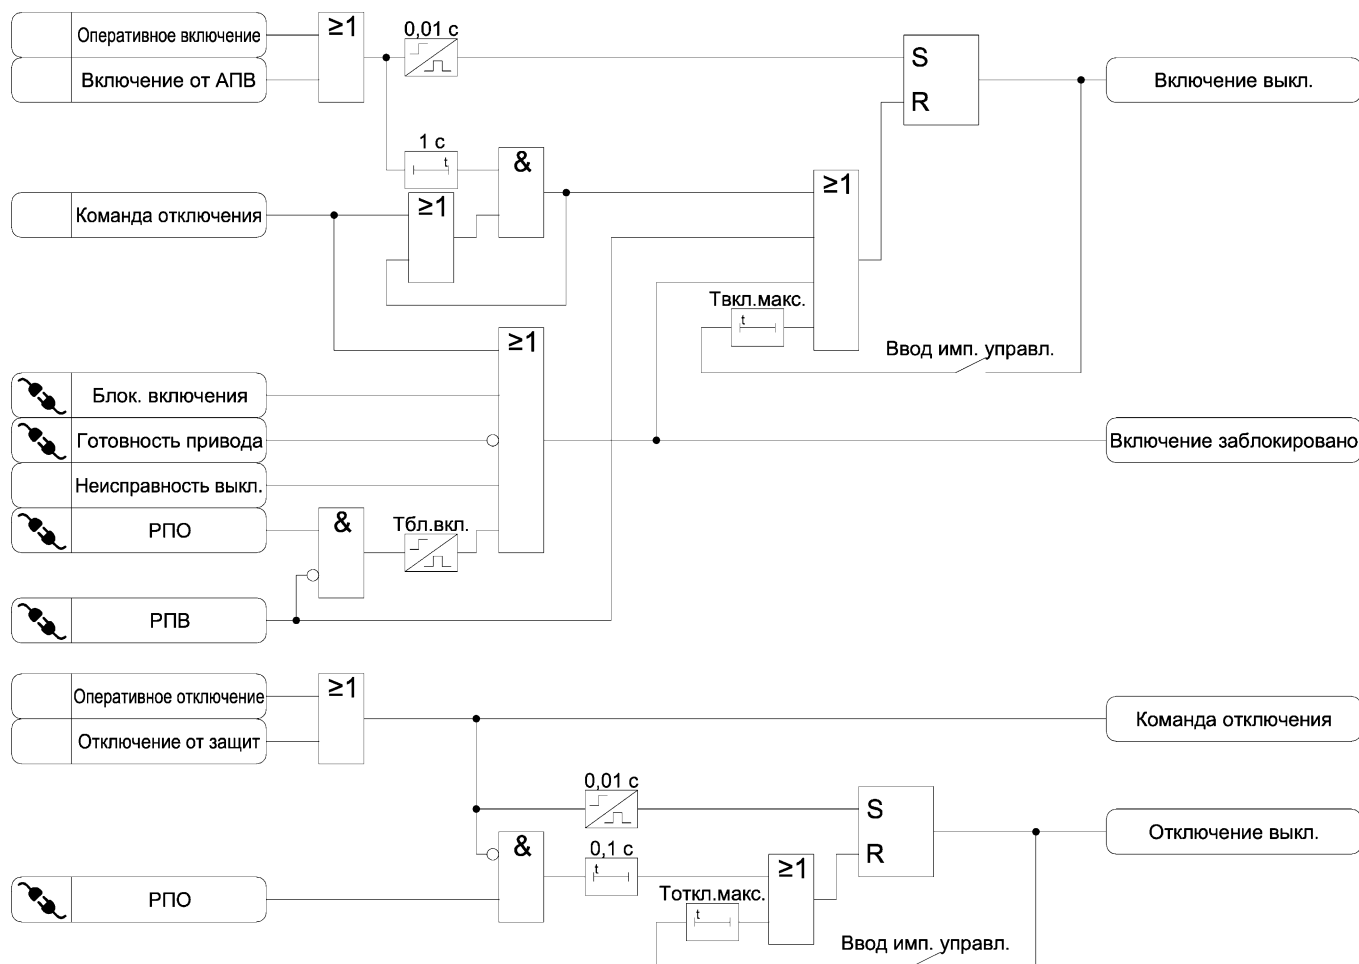 Оперативное включение
≥1
0,01 с
S
R
Включение от АПВ
Включение выкл.
1 с
t
&
≥1
Команда отключения
≥1
Твкл.макс.
t
Ввод имп. управл.
≥1
Блок. включения
Готовность привода
Включение заблокировано
Неисправность выкл.
РПО
&
Тбл.вкл.
РПВ
Оперативное отключение
≥1
Отключение от защит
Команда отключения
0,01 с
S
R
Отключение выкл.
&
0,1 с
t
≥1
Тоткл.макс.
t
РПО
Ввод имп. управл.